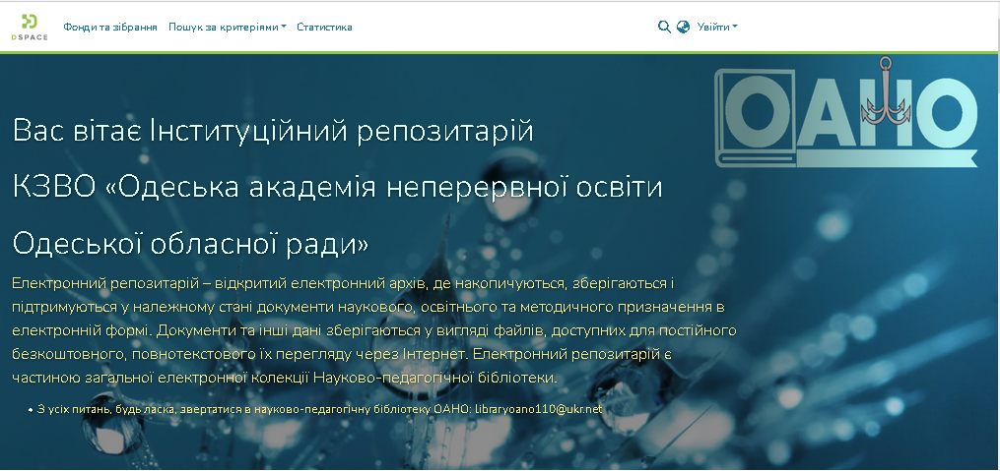 DSPACE
Фонди та зібрання
Пошук за критеріями
Статистика
Увійти
ОАНО
Вас вітає Інституційний репозитарій
КЗВО «Одеська академія неперервної освіти
Одеської обласної ради»
Електронний репозитарій – відкритий електронний архів, де накопичуються, зберігаються і
підтримуються у належному стані документи наукового, освітнього та методичного призначення в
електронній формі. Документи та інші дані зберігаються у вигляді файлів, доступних для постійного
безкоштовного, повнотекстового їх перегляду через Інтернет. Електронний репозитарій є
частиною загальної електронної колекції Науково-педагогічної бібліотеки.
• З усіх питань, будь ласка, звертатися в науково-педагогічну бібліотеку ОАНО: libraryoano110@ukr.net